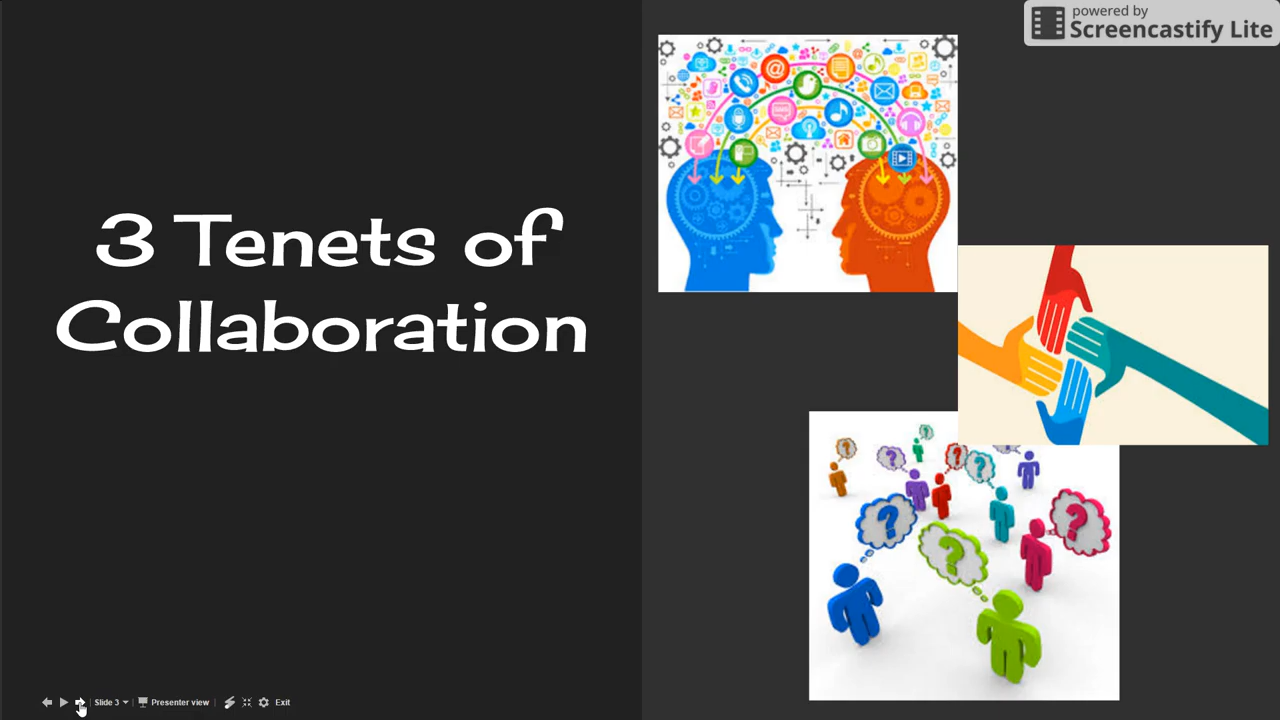 powered by
Screencastify Lite
3 Tenets of
Collaboration
@
?
?
?
?
?
?
?
?
Slide 3
Presenter view
Exit